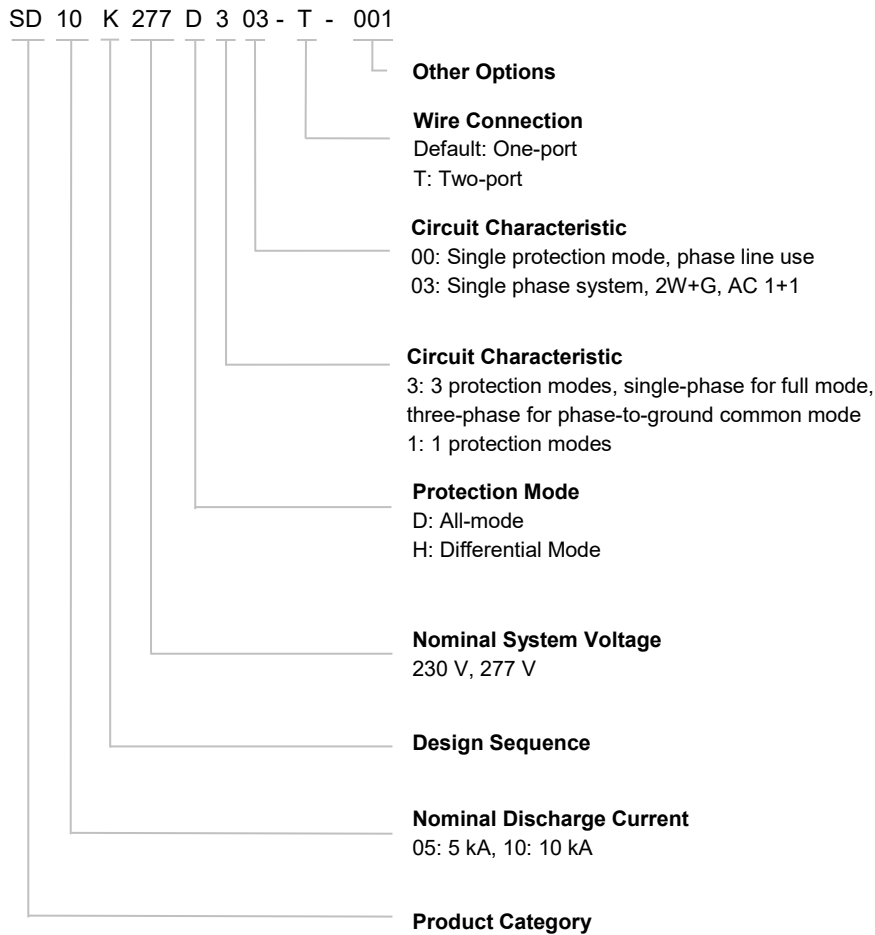 SD 10 K 277 D 3 03 - T - 001
Other Options
Wire Connection
Default: One-port
T: Two-port
Circuit Characteristic
00: Single protection mode, phase line use
03: Single phase system, 2W+G, AC 1+1
Circuit Characteristic
3: 3 protection modes, single-phase for full mode,
three-phase for phase-to-ground common mode
1: 1 protection modes
Protection Mode
D: All-mode
H: Differential Mode
Nominal System Voltage
230 V, 277 V
Design Sequence
Nominal Discharge Current
05: 5 kA, 10: 10 kA
Product Category